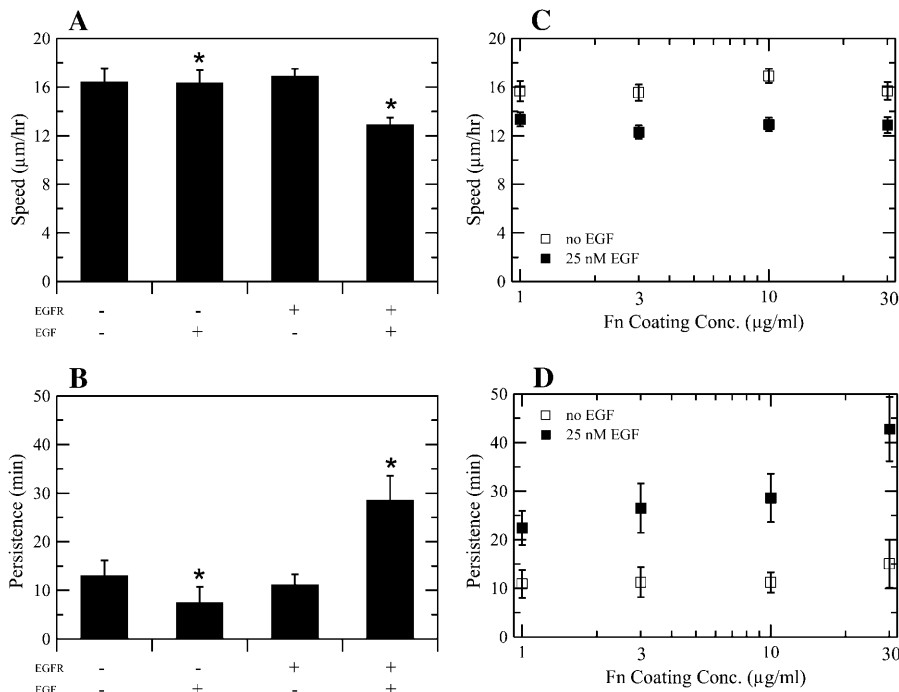 A
20
16
12
8
4
0
Speed (µm/hr)
*
*
EGFR - - + +
EGF - + - +
C
20
16
12
8
4
0
Speed (µm/hr)
no EGF
25 nM EGF
1 3 10 30
Fn Coating Conc. (µg/ml)
B
50
40
30
20
10
0
Persistence (min)
*
*
EGFR - - + +
EGF - + - +
D
50
40
30
20
10
0
Persistence (min)
no EGF
25 nM EGF
1 3 10 30
Fn Coating Conc. (µg/ml)